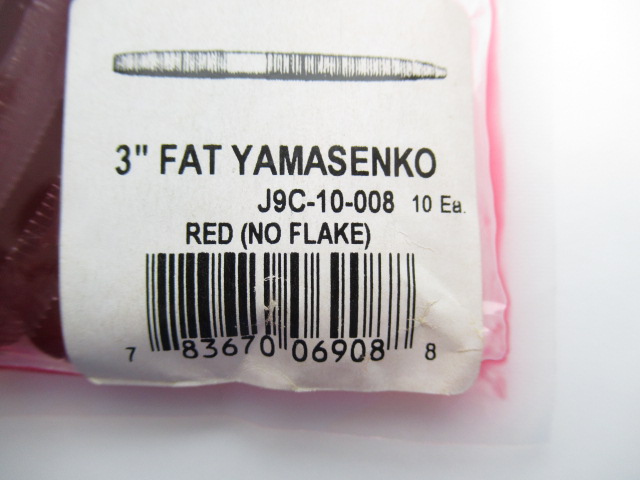 3" FAT YAMASENKO
J9C-10-008 10 Ea.
RED (NO FLAKE)
7 83670 06908 8